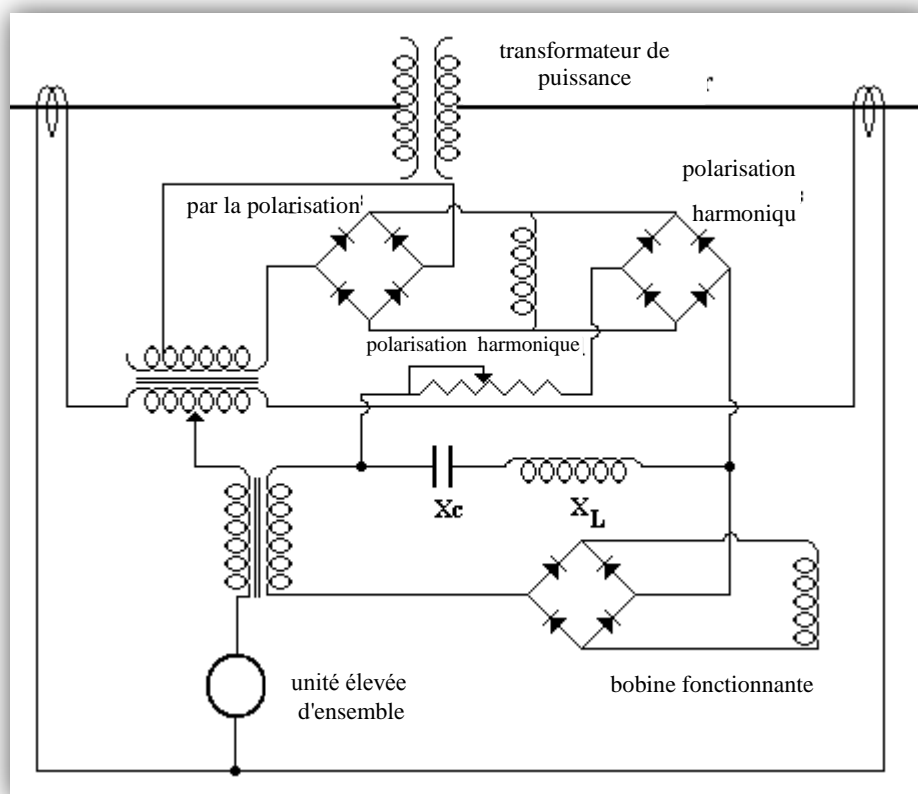 transformateur de
puissance
polarisation
harmoniqu
par la polarisation
polarisation harmonique
Xc
XL
unité élevée
d'ensemble
bobine fonctionnante